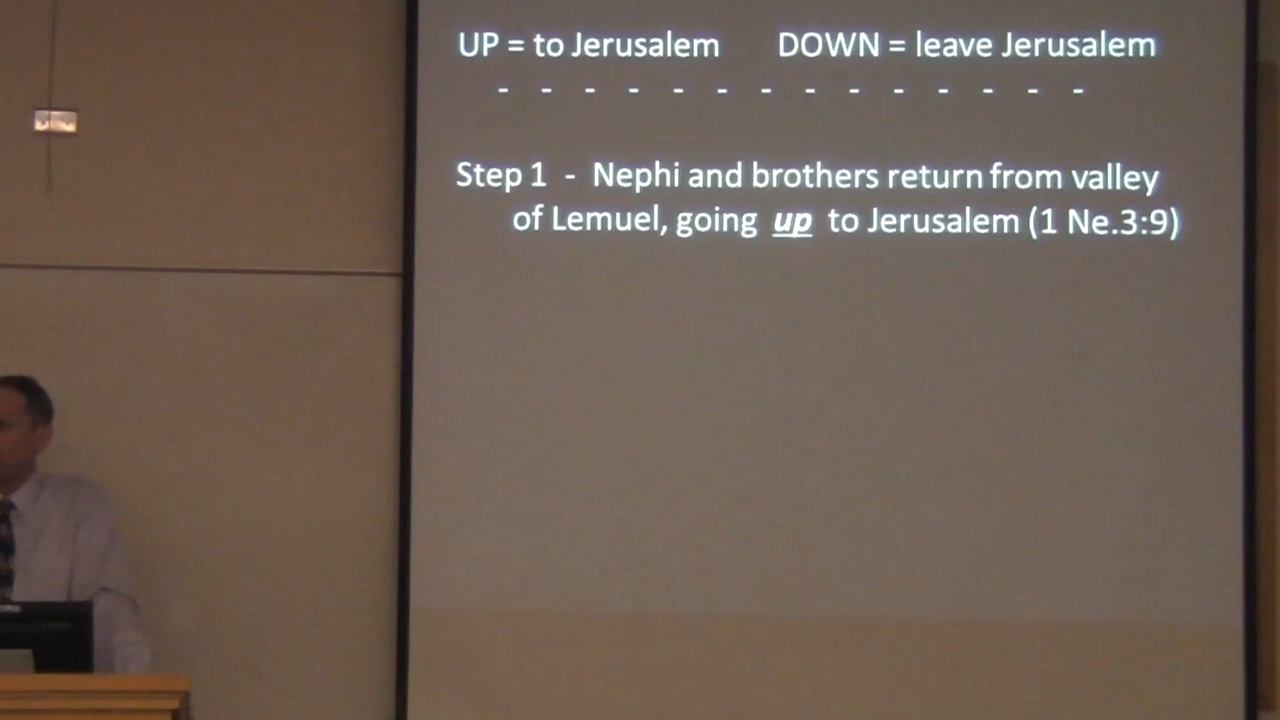 UP = to Jerusalem DOWN = leave Jerusalem
- - - - - - - - - - - - - -
Step 1 - Nephi and brothers return from valley
of Lemuel, going up to Jerusalem (1 Ne.3:9)